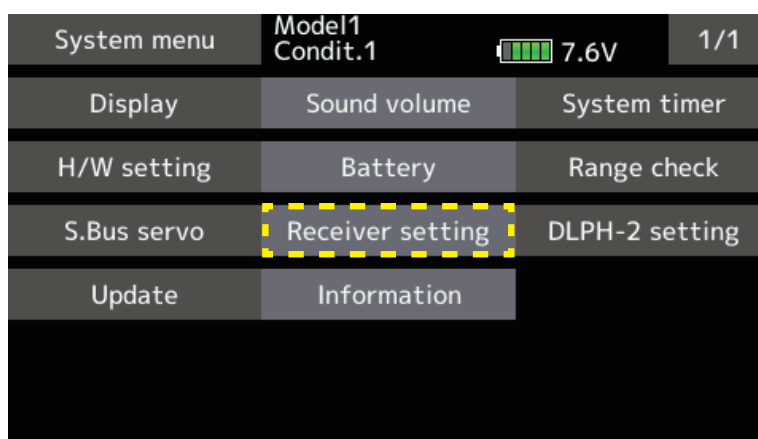 System menu
Model1
Condit.1
7.6V
1/1
Display
Sound volume
System timer
H/W setting
Battery
Range check
S.Bus servo
Receiver setting
DLPH-2 setting
Update
Information